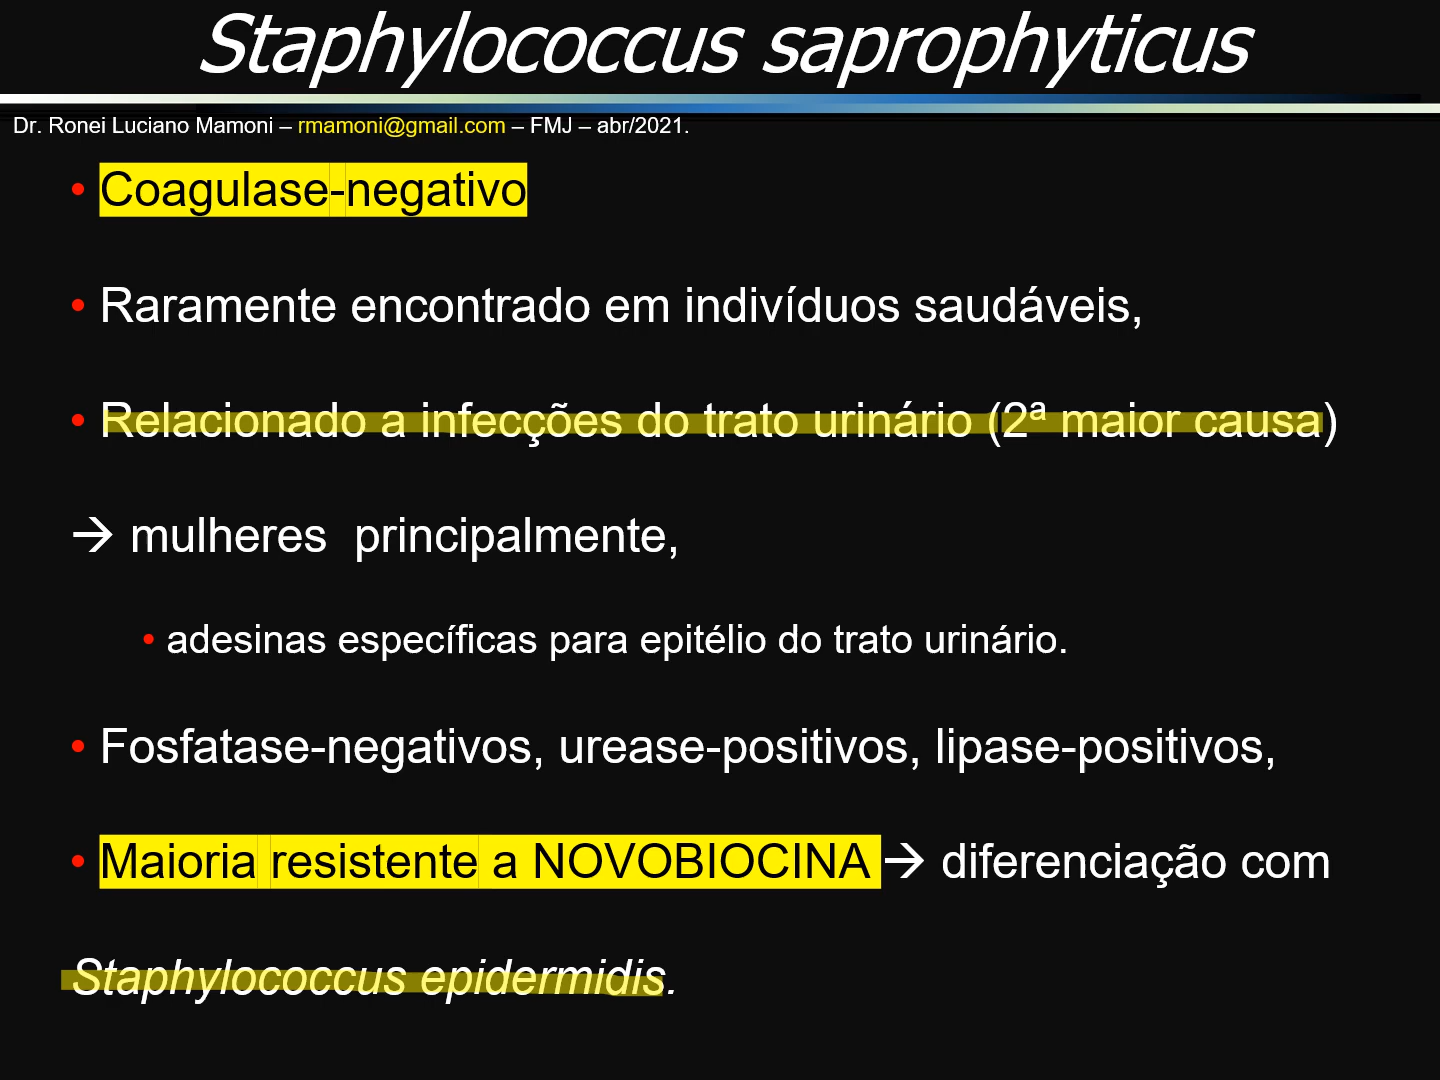 Staphylococcus saprophyticus
Dr. Ronei Luciano Mamoni – rmamoni@gmail.com – FMJ – abr/2021.
• Coagulase-negativo
• Raramente encontrado em indivíduos saudáveis,
• Relacionado a infecções do trato urinário (2ª maior causa)
→ mulheres principalmente,
• adesinas específicas para epitélio do trato urinário.
• Fosfatase-negativos, urease-positivos, lipase-positivos,
• Maioria resistente a NOVOBIOCINA → diferenciação com
Staphylococcus epidermidis.